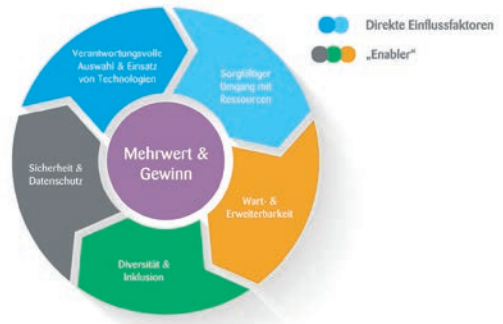 Verantwortungsvolle
Auswahl & Einsatz
von Technologien
Sorgfältiger
Umgang mit
Ressourcen
Wart- &
Erweiterbarkeit
Diversität &
Inklusion
Sicherheit &
Datenschutz
Mehrwert &
Gewinn
Direkte Einflussfaktoren
„Enabler“